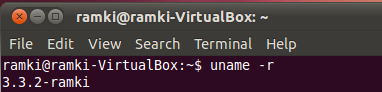 ramki@ramki-VirtualBox: ~
File Edit View Search Terminal Help
ramki@ramki-VirtualBox:~$ uname -r
3.3.2-ramki